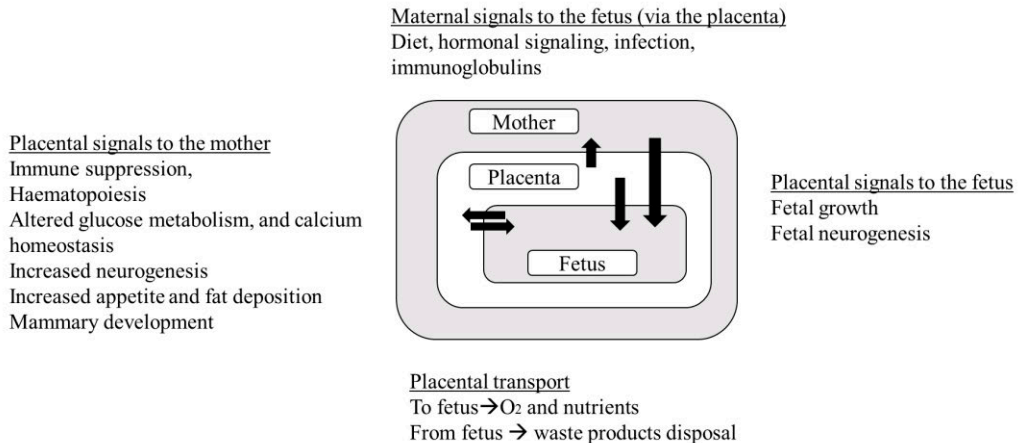 Maternal signals to the fetus (via the placenta)
Diet, hormonal signaling, infection,
immunoglobulins
Placental signals to the mother
Immune suppression,
Haematopoiesis
Altered glucose metabolism, and calcium
homeostasis
Increased neurogenesis
Increased appetite and fat deposition
Mammary development
Mother
Placenta
Fetus
Placental signals to the fetus
Fetal growth
Fetal neurogenesis
Placental transport
To fetus→O₂ and nutrients
From fetus → waste products disposal